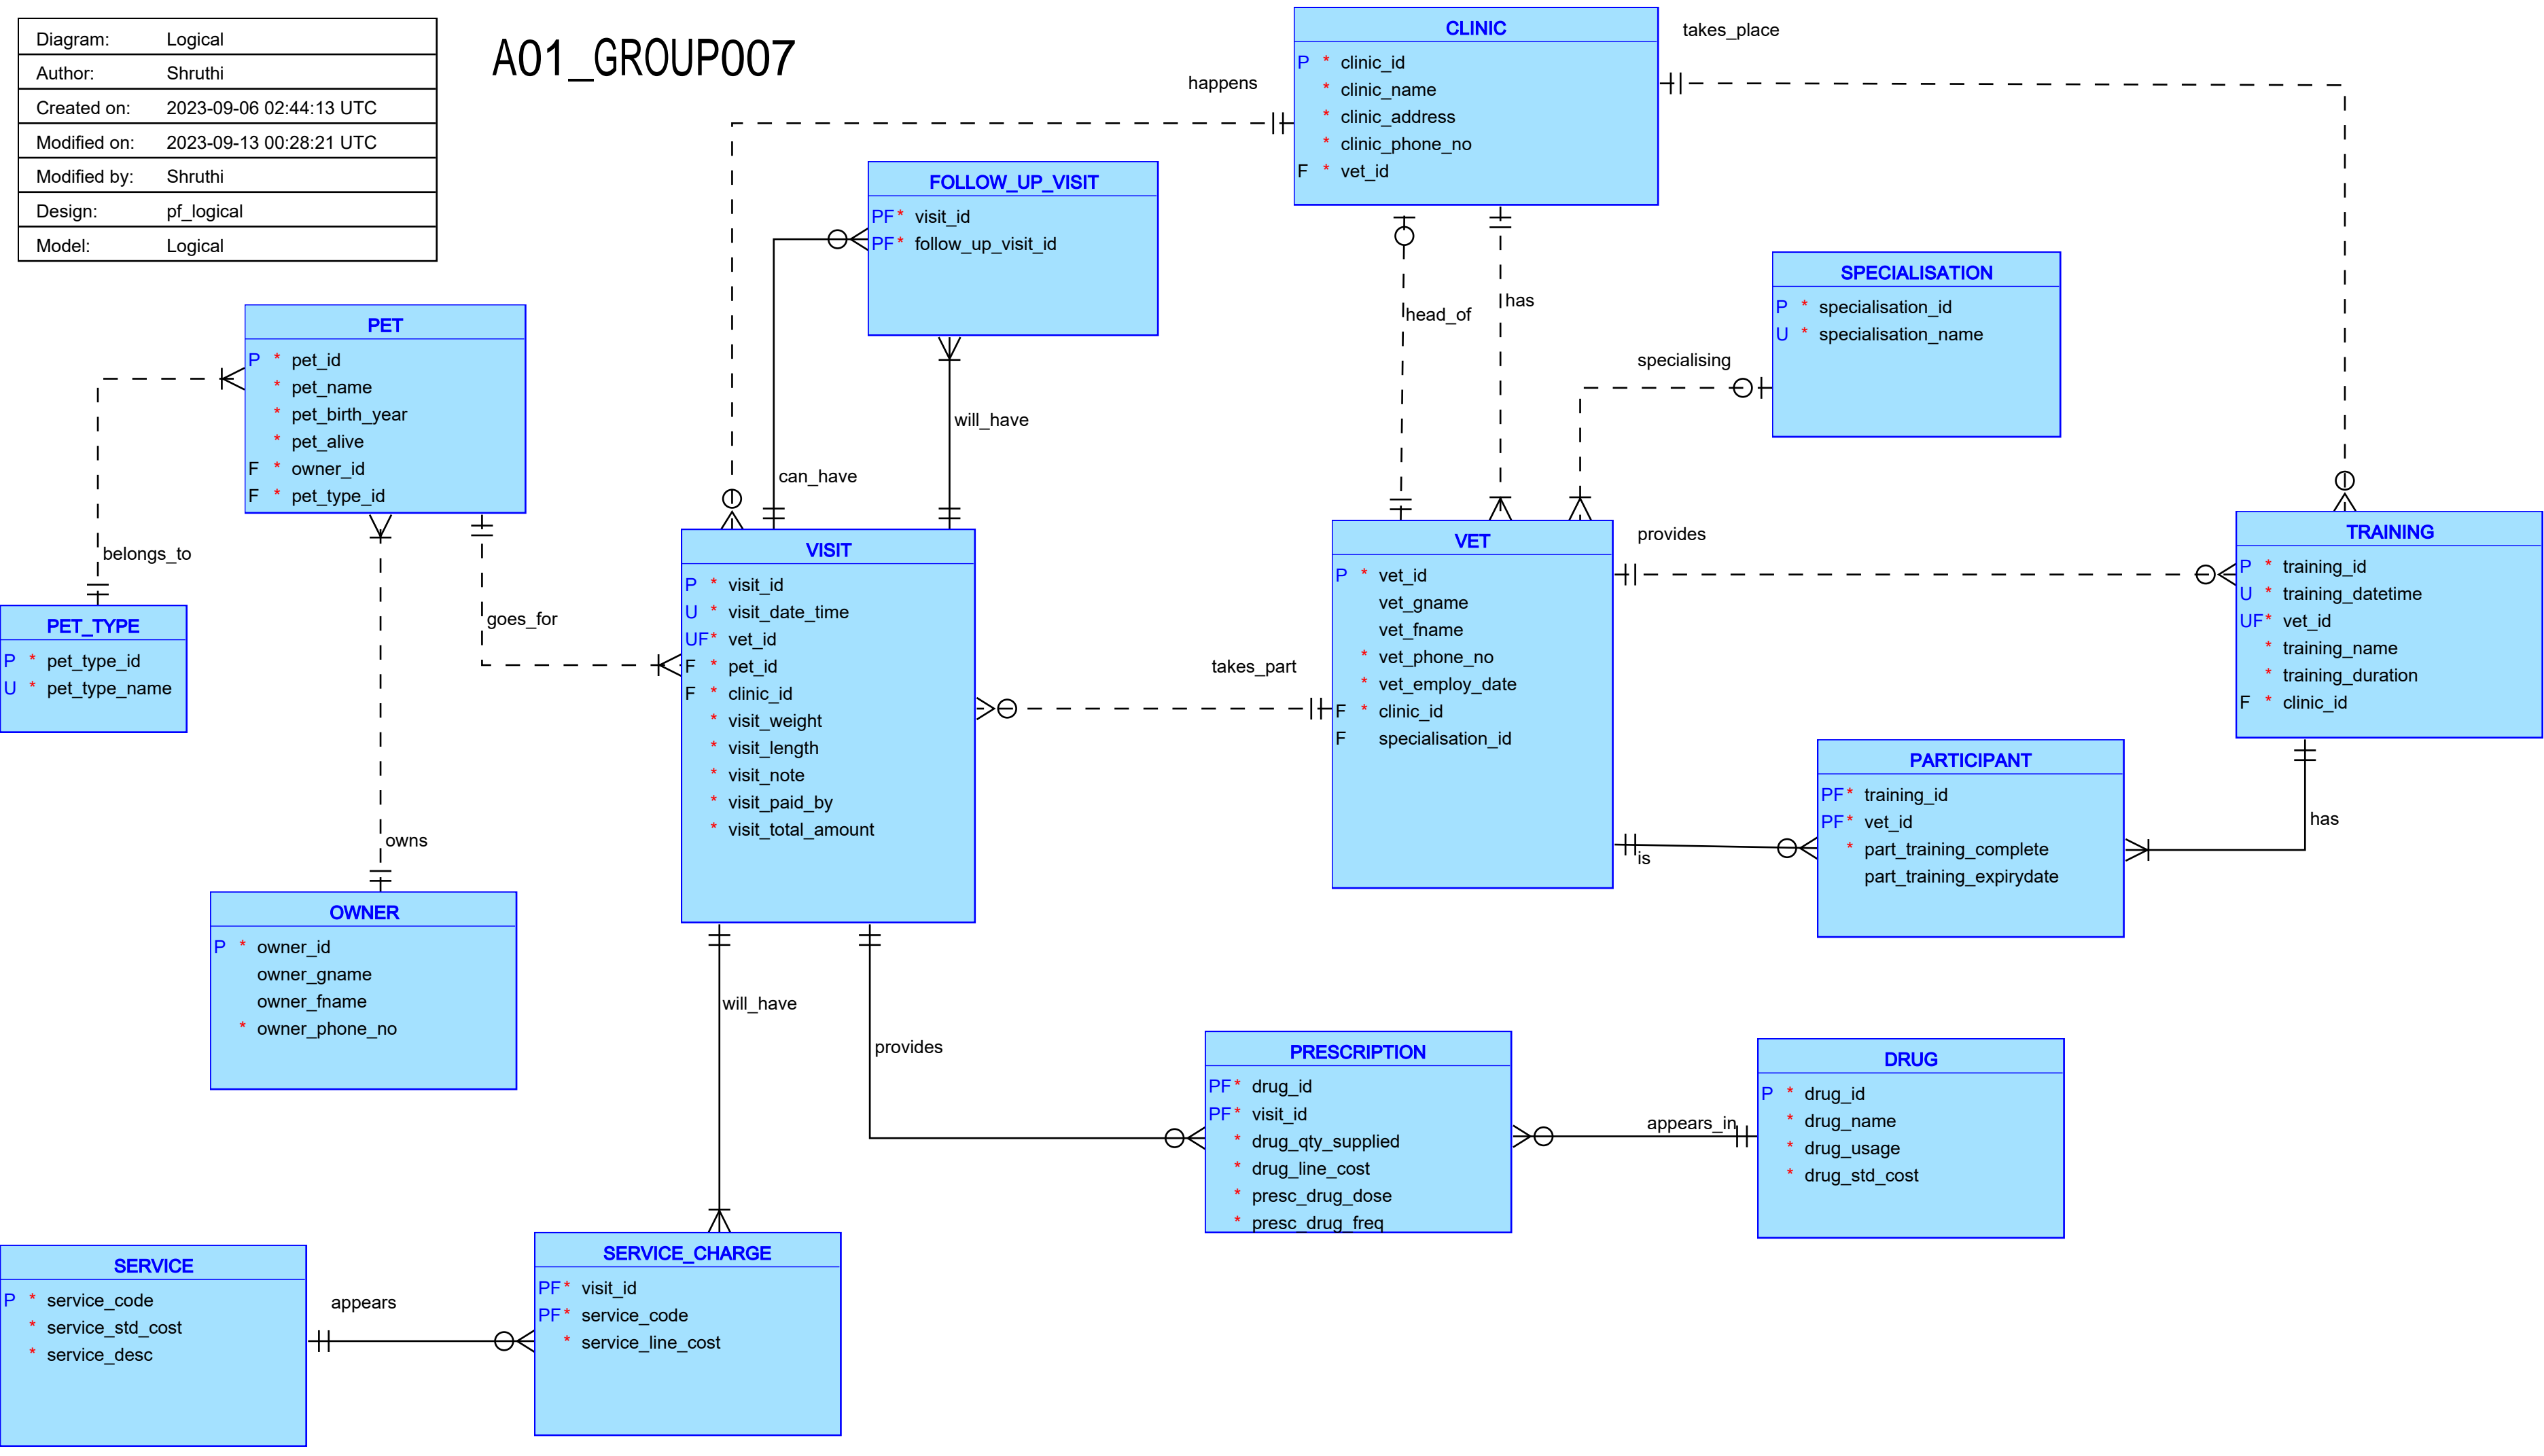 Diagram: Logical
Author: Shruthi
Created on: 2023-09-06 02:44:13 UTC
Modified on: 2023-09-13 00:28:21 UTC
Modified by: Shruthi
Design: pf_logical
Model: Logical
A01_GROUP007
CLINIC
P * clinic_id
* clinic_name
* clinic_address
* clinic_phone_no
F * vet_id
takes_place
happens
FOLLOW_UP_VISIT
PF* visit_id
PF* follow_up_visit_id
SPECIALISATION
P * specialisation_id
U * specialisation_name
PET
P * pet_id
* pet_name
* pet_birth_year
* pet_alive
F * owner_id
F * pet_type_id
head_of
has
specialising
will_have
can_have
belongs_to
goes_for
PET_TYPE
P * pet_type_id
U * pet_type_name
VISIT
P * visit_id
U * visit_date_time
UF* vet_id
F * pet_id
F * clinic_id
* visit_weight
* visit_length
* visit_note
* visit_paid_by
* visit_total_amount
takes_part
VET
P * vet_id
vet_gname
vet_fname
* vet_phone_no
* vet_employ_date
F * clinic_id
F specialisation_id
provides
TRAINING
P * training_id
U * training_datetime
UF* vet_id
* training_name
* training_duration
F * clinic_id
PARTICIPANT
PF* training_id
PF* vet_id
* part_training_complete
part_training_expirydate
is
has
owns
OWNER
P * owner_id
owner_gname
owner_fname
* owner_phone_no
will_have
provides
PRESCRIPTION
PF* drug_id
PF* visit_id
* drug_qty_supplied
* drug_line_cost
* presc_drug_dose
* presc_drug_freq
appears_in
DRUG
P * drug_id
* drug_name
* drug_usage
* drug_std_cost
SERVICE
P * service_code
* service_std_cost
* service_desc
appears
SERVICE_CHARGE
PF* visit_id
PF* service_code
* service_line_cost